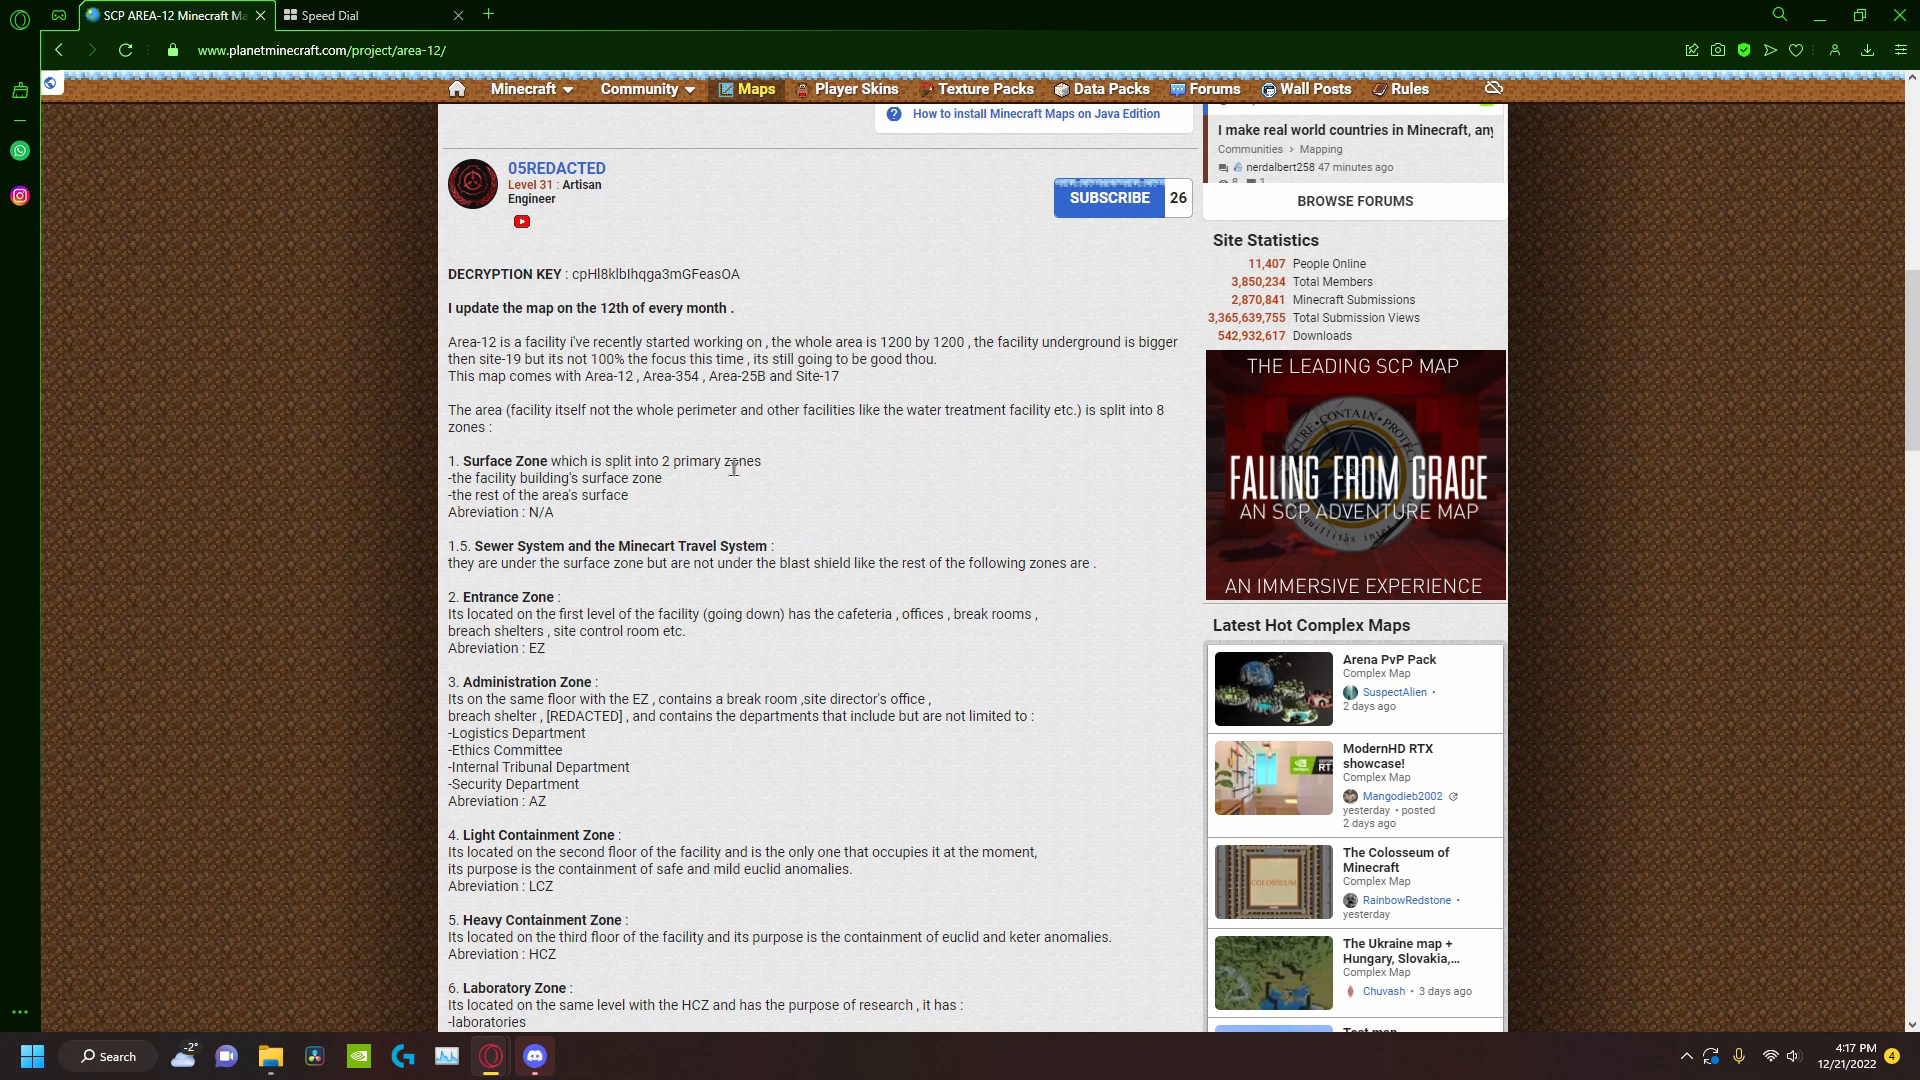 SCP AREA-12 Minecraft Ma
Speed Dial
www.planetminecraft.com/project/area-12/
Minecraft
Community
Maps
Player Skins
Texture Packs
Data Packs
Forums
Wall Posts
Rules
How to install Minecraft Maps on Java Edition
05REDACTED
Level 31 : Artisan
Engineer
SUBSCRIBE 26
DECRYPTION KEY : cpHl8klbIhqga3mGFeasOA
I update the map on the 12th of every month .
Area-12 is a facility i've recently started working on , the whole area is 1200 by 1200 , the facility underground is bigger
then site-19 but its not 100% the focus this time , its still going to be good thou.
This map comes with Area-12 , Area-354 , Area-25B and Site-17
The area (facility itself not the whole perimeter and other facilities like the water treatment facility etc.) is split into 8
zones :
1. Surface Zone which is split into 2 primary zones
-the facility building's surface zone
-the rest of the area's surface
Abreviation : N/A
1.5. Sewer System and the Minecart Travel System :
they are under the surface zone but are not under the blast shield like the rest of the following zones are .
2. Entrance Zone :
Its located on the first level of the facility (going down) has the cafeteria , offices , break rooms ,
breach shelters , site control room etc.
Abreviation : EZ
3. Administration Zone :
Its on the same floor with the EZ , contains a break room ,site director's office ,
breach shelter , [REDACTED] , and contains the departments that include but are not limited to :
-Logistics Department
-Ethics Committee
-Internal Tribunal Department
-Security Department
Abreviation : AZ
4. Light Containment Zone :
Its located on the second floor of the facility and is the only one that occupies it at the moment,
its purpose is the containment of safe and mild euclid anomalies.
Abreviation : LCZ
5. Heavy Containment Zone :
Its located on the third floor of the facility and its purpose is the containment of euclid and keter anomalies.
Abreviation : HCZ
6. Laboratory Zone :
Its located on the same level with the HCZ and has the purpose of research , it has :
-laboratories
I make real world countries in Minecraft, any
Communities > Mapping
nerdalbert258 47 minutes ago
BROWSE FORUMS
Site Statistics
11,407 People Online
3,850,234 Total Members
2,870,841 Minecraft Submissions
3,365,639,755 Total Submission Views
542,932,617 Downloads
THE LEADING SCP MAP
SECURE · CONTAIN · PROTECT
FALLING FROM GRACE
AN SCP ADVENTURE MAP
AN IMMERSIVE EXPERIENCE
Latest Hot Complex Maps
Arena PvP Pack
Complex Map
SuspectAlien •
2 days ago
ModernHD RTX
showcase!
Complex Map
Mangodieb2002
yesterday • posted
2 days ago
COLOSSEUM
The Colosseum of
Minecraft
Complex Map
RainbowRedstone •
yesterday
The Ukraine map +
Hungary, Slovakia,...
Complex Map
Chuvash • 3 days ago
-2°
Search
4:17 PM
12/21/2022
4